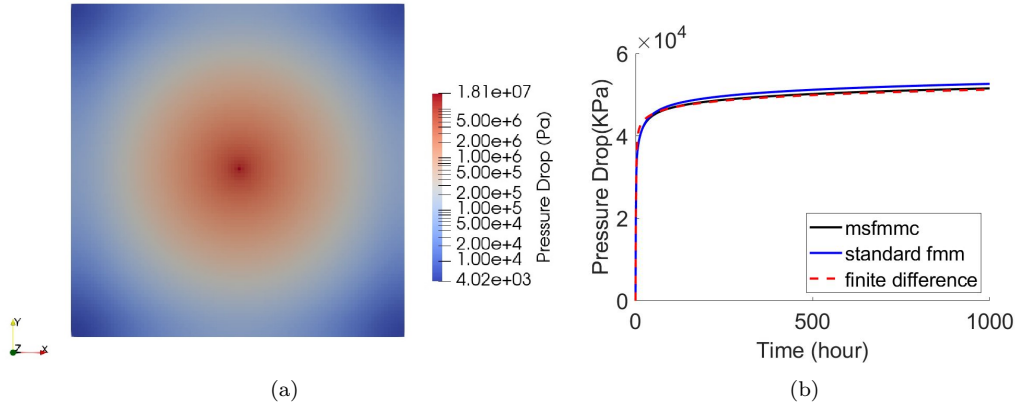 1.81e+07
5.00e+6
2.00e+6
1.00e+6
5.00e+5
2.00e+5
1.00e+5
5.00e+4
2.00e+4
1.00e+4
4.02e+03
Pressure Drop (Pa)
Y
Z X
(a)
×10⁴
6
4
2
0
Pressure Drop(KPa)
msfmmc
standard fmm
finite difference
0 500 1000
Time (hour)
(b)